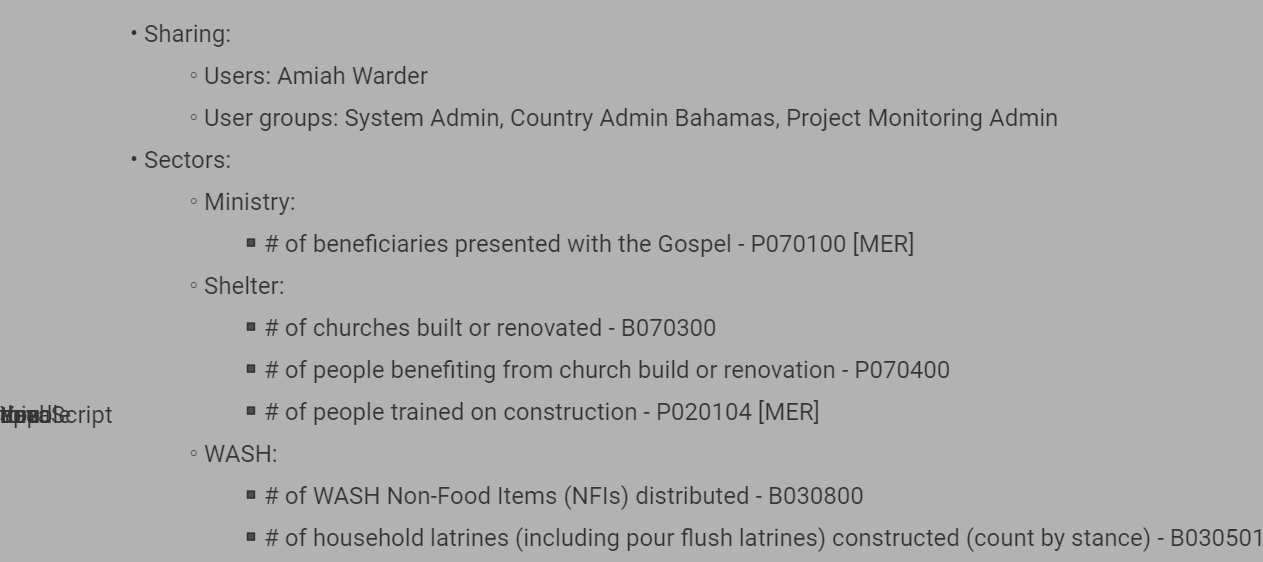 • Sharing:
◦ Users: Amiah Warder
◦ User groups: System Admin, Country Admin Bahamas, Project Monitoring Admin
• Sectors:
◦ Ministry:
▪ # of beneficiaries presented with the Gospel - P070100 [MER]
◦ Shelter:
▪ # of churches built or renovated - B070300
▪ # of people benefiting from church build or renovation - P070400
▪ # of people trained on construction - P020104 [MER]
◦ WASH:
▪ # of WASH Non-Food Items (NFIs) distributed - B030800
▪ # of household latrines (including pour flush latrines) constructed (count by stance) - B030501